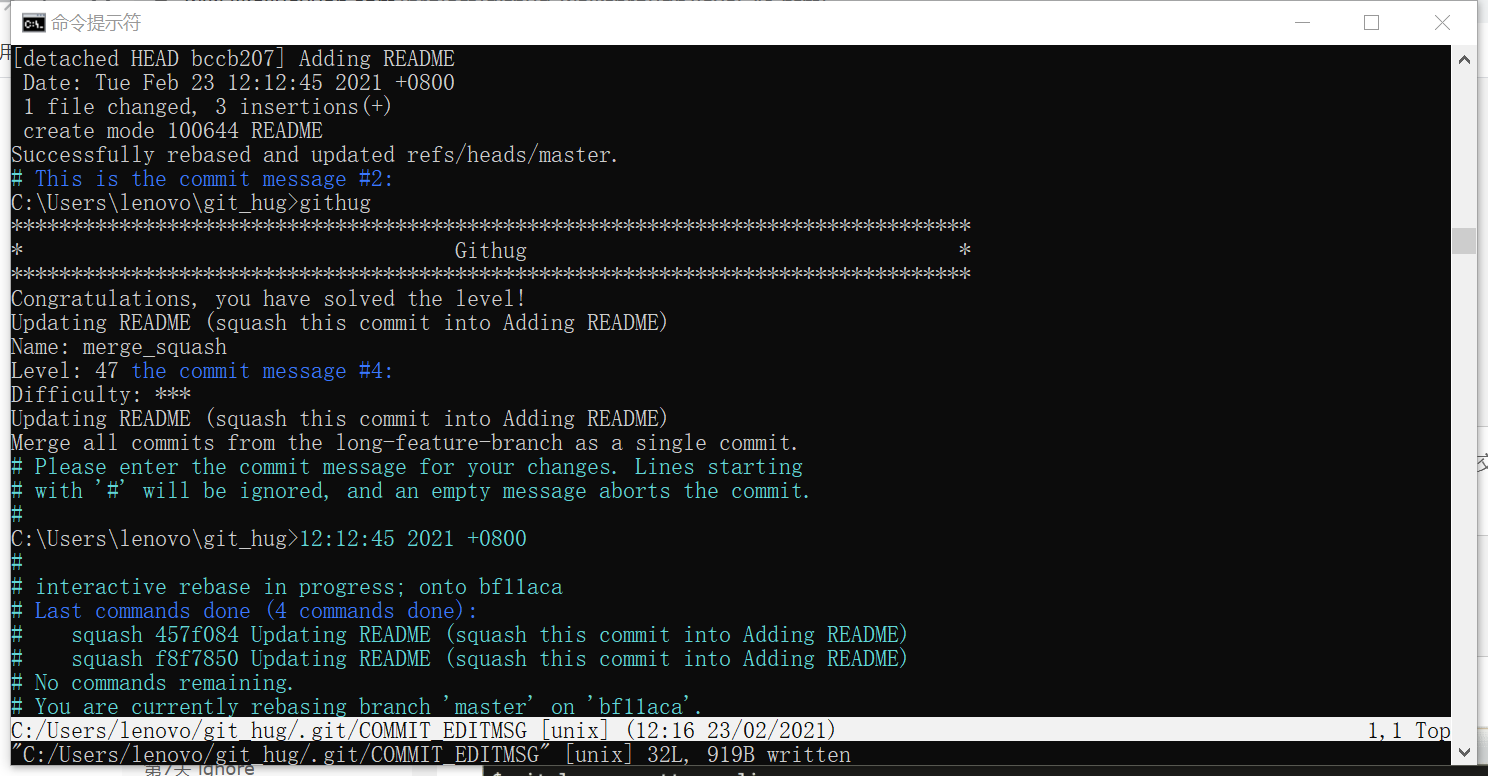 命令提示符
[detached HEAD bccb207] Adding README
Date: Tue Feb 23 12:12:45 2021 +0800
1 file changed, 3 insertions(+)
create mode 100644 README
Successfully rebased and updated refs/heads/master.
# This is the commit message #2:
C:\Users\lenovo\git_hug>githug
********************************************************************************
* Githug *
********************************************************************************
Congratulations, you have solved the level!
Updating README (squash this commit into Adding README)
Name: merge_squash
Level: 47 the commit message #4:
Difficulty: ***
Updating README (squash this commit into Adding README)
Merge all commits from the long-feature-branch as a single commit.
# Please enter the commit message for your changes. Lines starting
# with '#' will be ignored, and an empty message aborts the commit.
#
C:\Users\lenovo\git_hug>12:12:45 2021 +0800
#
# interactive rebase in progress; onto bf11aca
# Last commands done (4 commands done):
# squash 457f084 Updating README (squash this commit into Adding README)
# squash f8f7850 Updating README (squash this commit into Adding README)
# No commands remaining.
# You are currently rebasing branch 'master' on 'bf11aca'.
C:/Users/lenovo/git_hug/.git/COMMIT_EDITMSG [unix] (12:16 23/02/2021) 1,1 Top
"C:/Users/lenovo/git_hug/.git/COMMIT_EDITMSG" [unix] 32L, 919B written
第7天 ignore